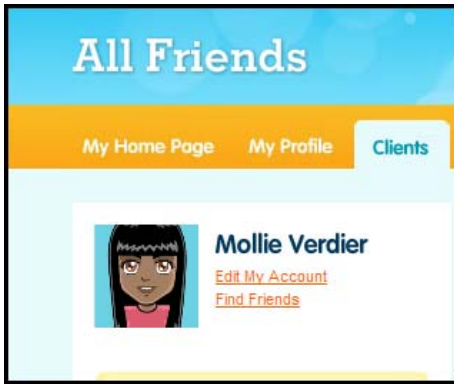 All Friends
My Home Page My Profile Clients
Mollie Verdier
Edit My Account
Find Friends